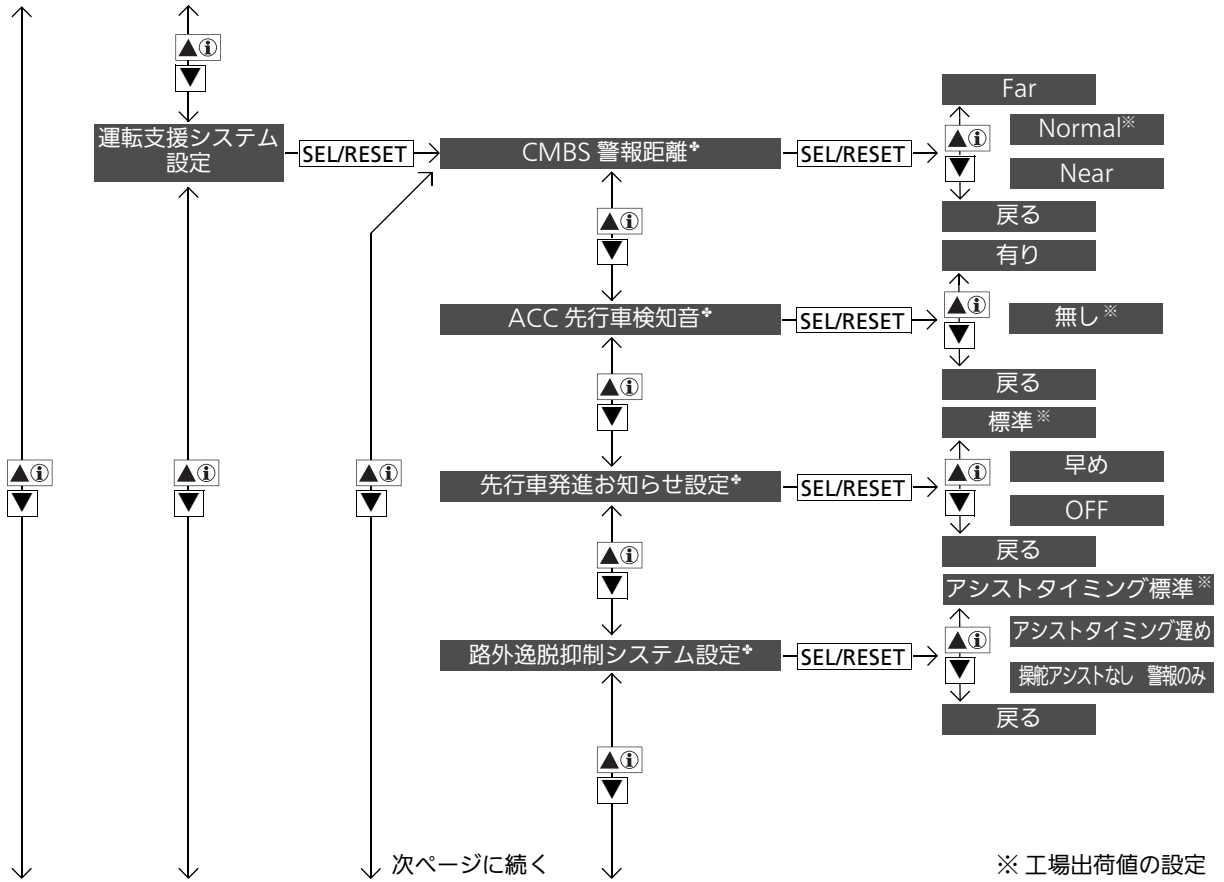 ▲ⓘ
▼
運転支援システム
設定
SEL/RESET
CMBS 警報距離✤
SEL/RESET
Far
▲ⓘ
▼
Normal※
Near
戻る
▲ⓘ
▼
ACC 先行車検知音✤
SEL/RESET
有り
▲ⓘ
▼
無し※
戻る
▲ⓘ
▼
先行車発進お知らせ設定✤
SEL/RESET
標準※
▲ⓘ
▼
早め
OFF
戻る
▲ⓘ
▼
▲ⓘ
▼
▲ⓘ
▼
▲ⓘ
▼
路外逸脱抑制システム設定✤
SEL/RESET
アシストタイミング標準※
▲ⓘ
▼
アシストタイミング遅め
操舵アシストなし 警報のみ
戻る
▲ⓘ
▼
次ページに続く
※ 工場出荷値の設定